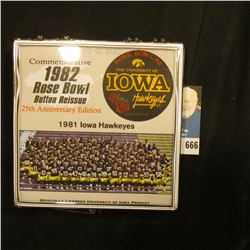 Commemorative
1982
Rose Bowl
Button Reissue
25th Anniversary Edition
ROSE BOWL
THE UNIVERSITY OF
IOWA
Hawkeyes
1981 Iowa Hawkeyes
OFFICIALLY LICENSED UNIVERSITY OF IOWA PRODUCT
666